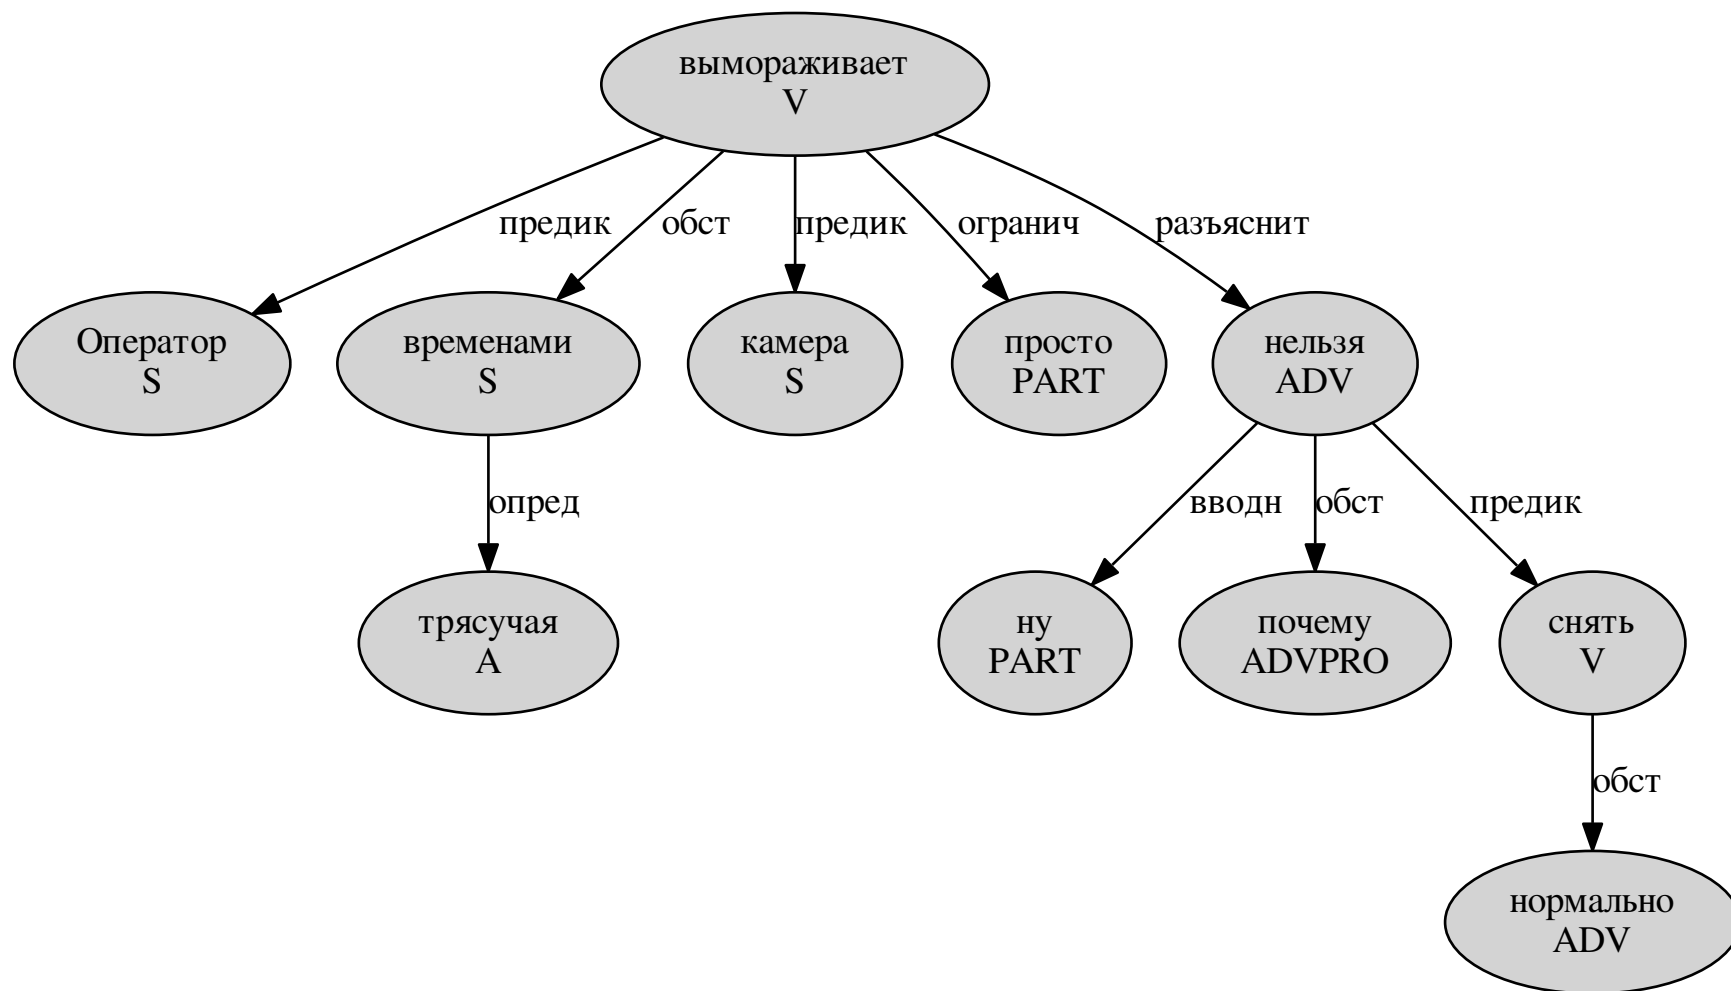 вымораживает
V
предик
обст
предик
огранич
разъяснит
Оператор
S
временами
S
камера
S
просто
PART
нельзя
ADV
опред
вводн
обст
предик
трясучая
A
ну
PART
почему
ADVPRO
снять
V
обст
нормально
ADV